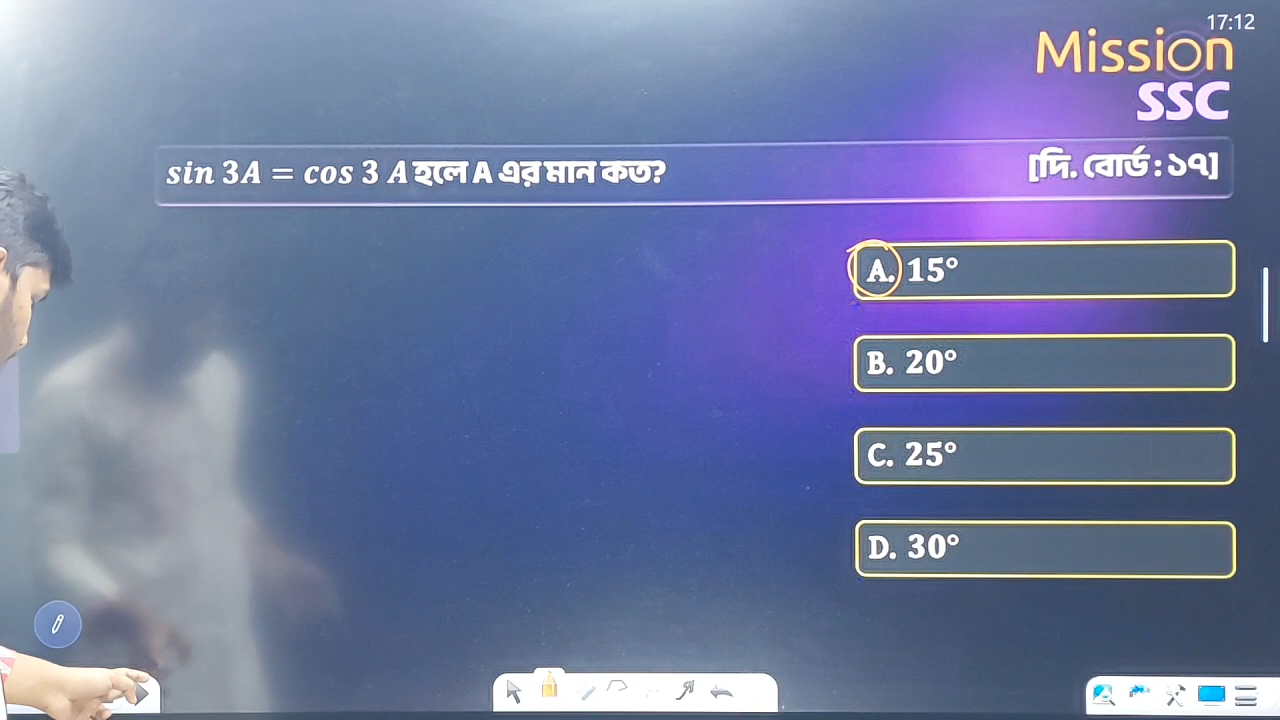 17:12
Mission
SSC
sin 3A = cos 3 A হলে A এর মান কত? [দি. বোর্ড : ১৭]
A. 15°
B. 20°
C. 25°
D. 30°